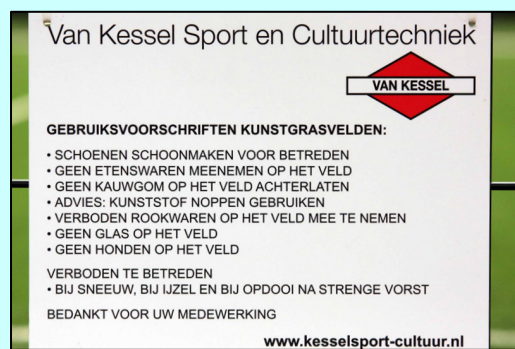 Van Kessel Sport en Cultuurtechniek
VAN KESSEL
GEBRUIKSVOORSCHRIFTEN KUNSTGRASVELDEN:
• SCHOENEN SCHOONMAKEN VOOR BETREDEN
• GEEN ETENSWAREN MEENEMEN OP HET VELD
• GEEN KAUWGOM OP HET VELD ACHTERLATEN
• ADVIES: KUNSTSTOF NOPPEN GEBRUIKEN
• VERBODEN ROOKWAREN OP HET VELD MEE TE NEMEN
• GEEN GLAS OP HET VELD
• GEEN HONDEN OP HET VELD
VERBODEN TE BETREDEN
• BIJ SNEEUW, BIJ IJZEL EN BIJ OPDOOI NA STRENGE VORST
BEDANKT VOOR UW MEDEWERKING
www.kesselsport-cultuur.nl